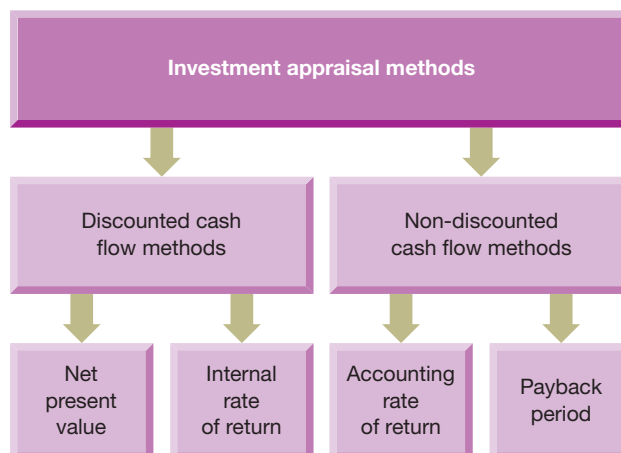 Investment appraisal methods
Discounted cash
flow methods
Non-discounted
cash flow methods
Net
present
value
Internal
rate
of return
Accounting
rate
of return
Payback
period